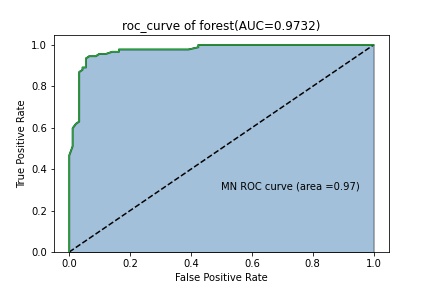 roc_curve of forest(AUC=0.9732)
1.0
0.8
0.6
0.4
0.2
0.0
True Positive Rate
MN ROC curve (area =0.97)
0.0 0.2 0.4 0.6 0.8 1.0
False Positive Rate